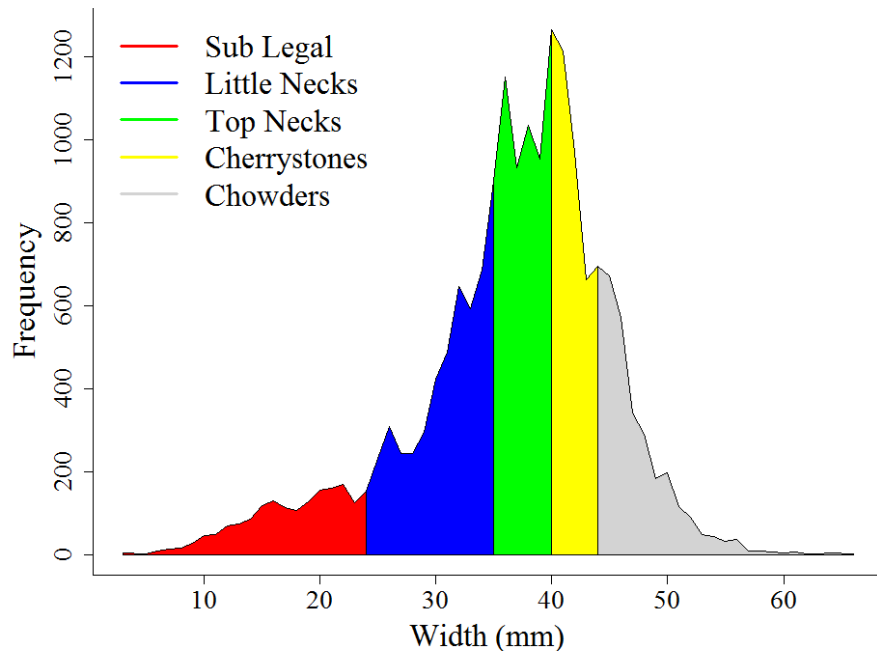 Sub Legal
Little Necks
Top Necks
Cherrystones
Chowders
Frequency
1200
1000
800
600
400
200
0
10 20 30 40 50 60
Width (mm)